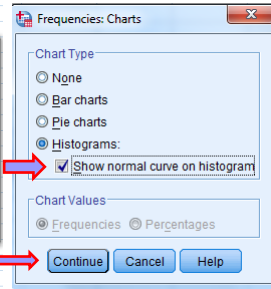 Frequencies: Charts
Chart Type
None
Bar charts
Pie charts
Histograms:
Show normal curve on histogram
Chart Values
Frequencies Percentages
Continue Cancel Help